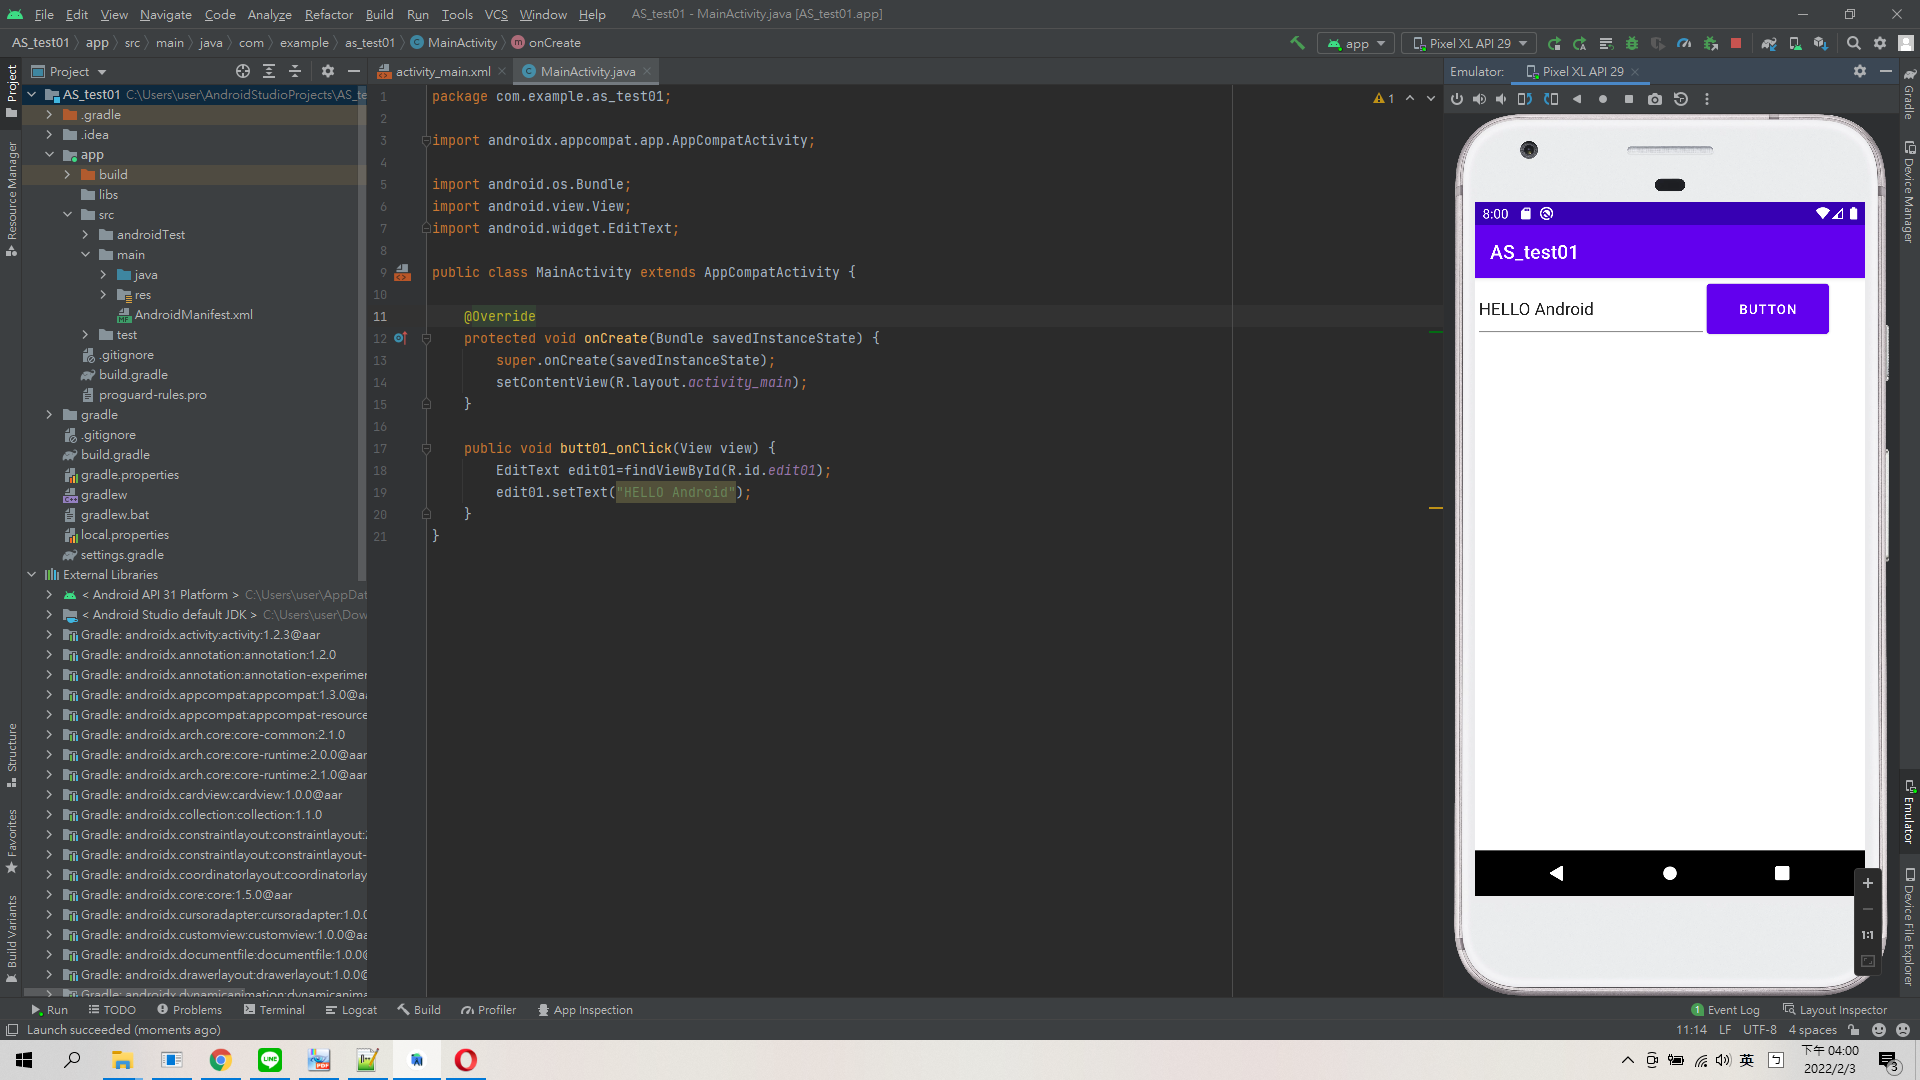 File Edit View Navigate Code Analyze Refactor Build Run Tools VCS Window Help AS_test01 - MainActivity.java [AS_test01.app]
AS_test01 app src main java com example as_test01 MainActivity onCreate app Pixel XL API 29
Project activity_main.xml MainActivity.java Emulator: Pixel XL API 29
AS_test01 C:\Users\user\AndroidStudioProjects\AS_te
.gradle
.idea
app
build
libs
src
androidTest
main
java
res
AndroidManifest.xml
test
.gitignore
build.gradle
proguard-rules.pro
gradle
.gitignore
build.gradle
gradle.properties
gradlew
gradlew.bat
local.properties
settings.gradle
External Libraries
< Android API 31 Platform > C:\Users\user\AppDat
< Android Studio default JDK > C:\Users\user\Dow
Gradle: androidx.activity:activity:1.2.3@aar
Gradle: androidx.annotation:annotation:1.2.0
Gradle: androidx.annotation:annotation-experimen
Gradle: androidx.appcompat:appcompat:1.3.0@aa
Gradle: androidx.appcompat:appcompat-resource
Gradle: androidx.arch.core:core-common:2.1.0
Gradle: androidx.arch.core:core-runtime:2.0.0@aar
Gradle: androidx.arch.core:core-runtime:2.1.0@aar
Gradle: androidx.cardview:cardview:1.0.0@aar
Gradle: androidx.collection:collection:1.1.0
Gradle: androidx.constraintlayout:constraintlayout:
Gradle: androidx.constraintlayout:constraintlayout-
Gradle: androidx.coordinatorlayout:coordinatorlay
Gradle: androidx.core:core:1.5.0@aar
Gradle: androidx.cursoradapter:cursoradapter:1.0.0
Gradle: androidx.customview:customview:1.0.0@aa
Gradle: androidx.documentfile:documentfile:1.0.0@
Gradle: androidx.drawerlayout:drawerlayout:1.0.0@
Gradle: androidx.dynamicanimation:dynamicanima
1 package com.example.as_test01;
2
3 import androidx.appcompat.app.AppCompatActivity;
4
5 import android.os.Bundle;
6 import android.view.View;
7 import android.widget.EditText;
8
9 public class MainActivity extends AppCompatActivity {
10
11 @Override
12 protected void onCreate(Bundle savedInstanceState) {
13 super.onCreate(savedInstanceState);
14 setContentView(R.layout.activity_main);
15 }
16
17 public void butt01_onClick(View view) {
18 EditText edit01=findViewById(R.id.edit01);
19 edit01.setText("HELLO Android");
20 }
21 }
1
8:00
AS_test01
HELLO Android BUTTON
1:1
Project
Resource Manager
Structure
Favorites
Build Variants
Gradle
Device Manager
Emulator
Device File Explorer
Run TODO Problems Terminal Logcat Build Profiler App Inspection 1 Event Log Layout Inspector
Launch succeeded (moments ago) 11:14 LF UTF-8 4 spaces
LINE PDF 英 下午 04:00
2022/2/3 3